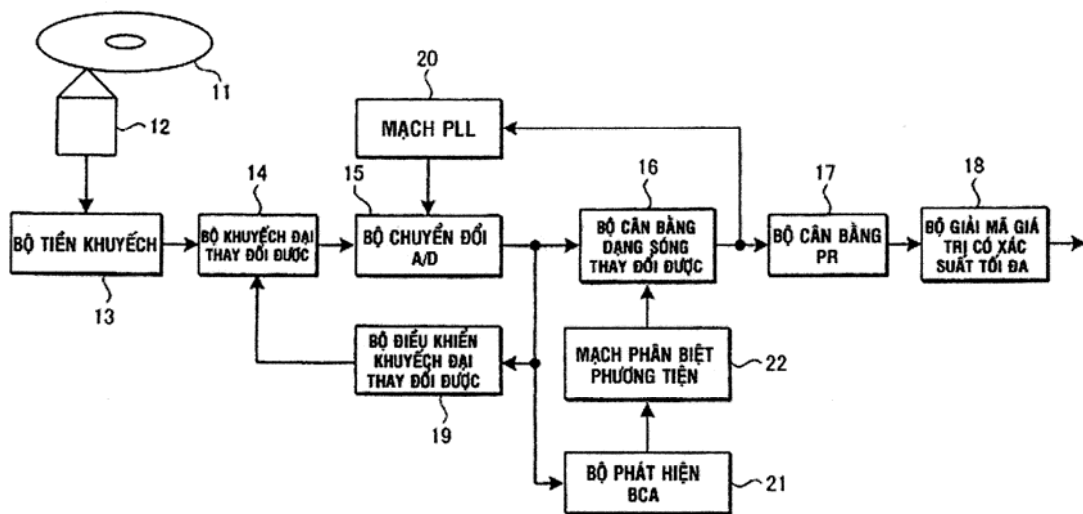 11
12
20
MẠCH PLL
14
15
16
17
18
BỘ TIỀN KHUYẾCH
BỘ KHUYẾCH ĐẠI
THAY ĐỔI ĐƯỢC
BỘ CHUYỂN ĐỔI
A/D
BỘ CÂN BẰNG
DẠNG SÓNG
THAY ĐỔI ĐƯỢC
BỘ CÂN BẰNG
PR
BỘ GIẢI MÃ GIÁ
TRỊ CÓ XÁC
SUẤT TỐI ĐA
13
BỘ ĐIỀU KHIỂN
KHUYẾCH ĐẠI
THAY ĐỔI ĐƯỢC
19
MẠCH PHÂN BIỆT
PHƯƠNG TIỆN
22
BỘ PHÁT HIỆN
BCA
21